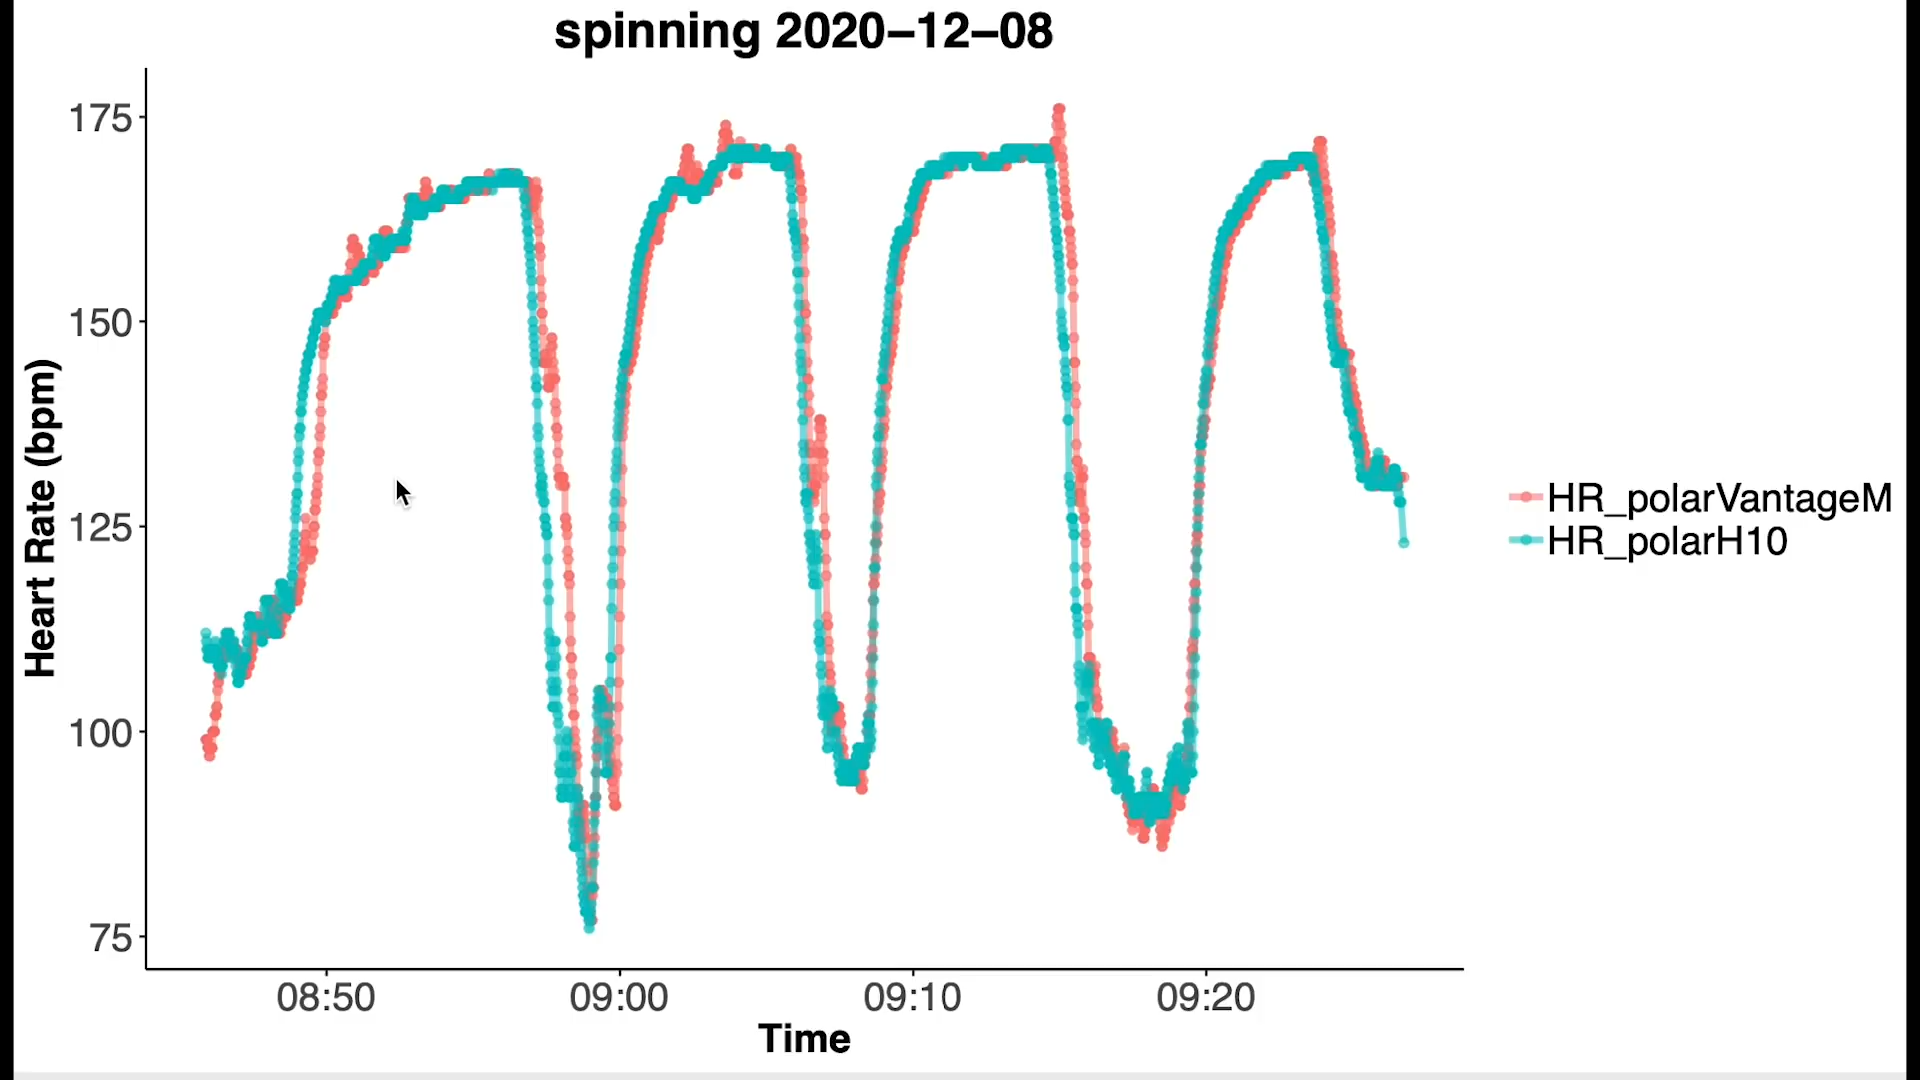 spinning 2020–12–08
175
150
125
100
75
Heart Rate (bpm)
08:50 09:00 09:10 09:20
Time
HR_polarVantageM
HR_polarH10